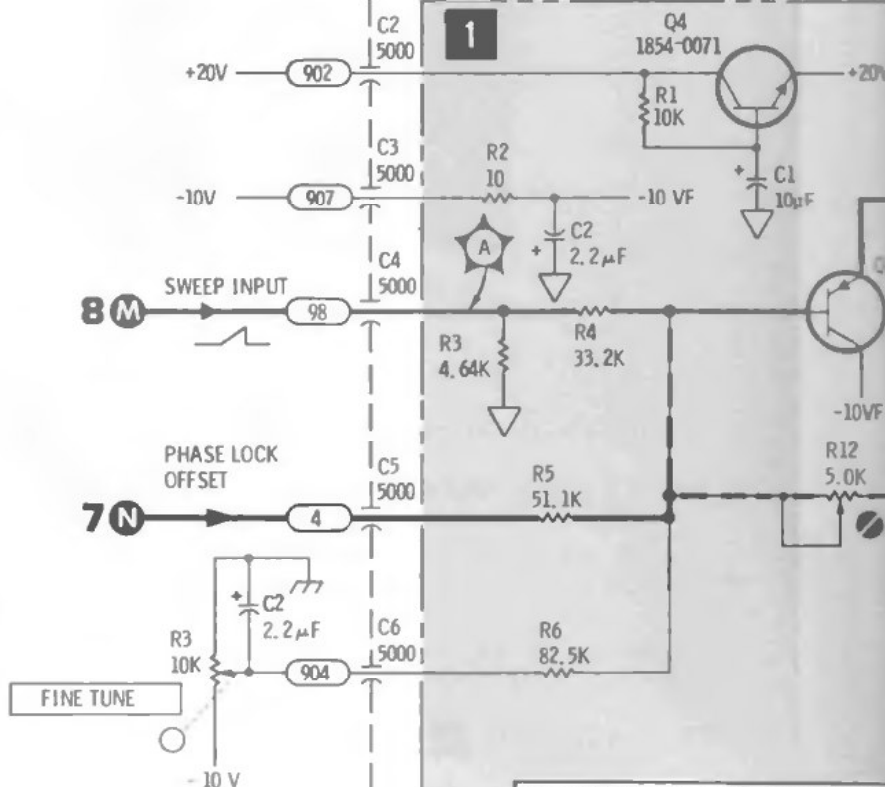 C2
5000
1
Q4
1854-0071
+20V
902
+20V
R1
10K
C3
5000
R2
10
C1
10μF
-10V
907
-10 VF
A
C2
2.2μF
C4
5000
8 M
SWEEP INPUT
98
R3
4.64K
R4
33.2K
-10VF
PHASE LOCK
OFFSET
C5
5000
R5
51.1K
R12
5.0K
7 N
4
C2
2.2μF
C6
5000
R3
10K
R6
82.5K
904
FINE TUNE
- 10 V